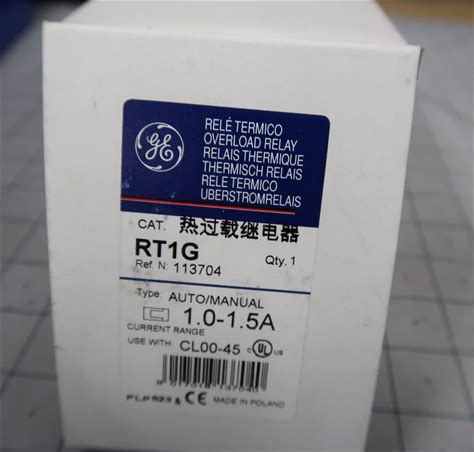 GE
RELÉ TERMICO
OVERLOAD RELAY
RELAIS THERMIQUE
THERMISCH RELAIS
RELE TERMICO
ÜBERSTROMRELAIS
CAT. 热过载继电器
RT1G Qty. 1
Ref. N: 113704
Type: AUTO/MANUAL
1.0-1.5A
CURRENT RANGE
USE WITH: CL00-45 c UL us
CE MADE IN POLAND